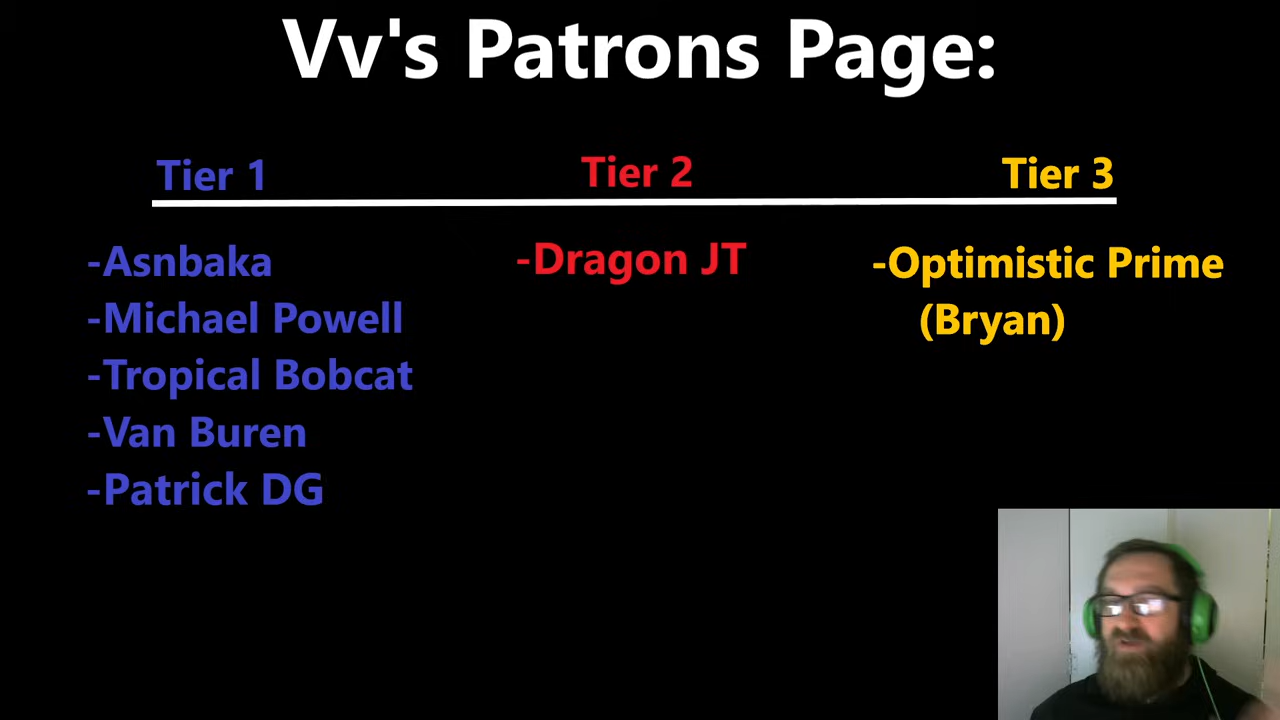 Vv's Patrons Page:
Tier 1
Tier 2
Tier 3
-Asnbaka
-Michael Powell
-Tropical Bobcat
-Van Buren
-Patrick DG
-Dragon JT
-Optimistic Prime
(Bryan)